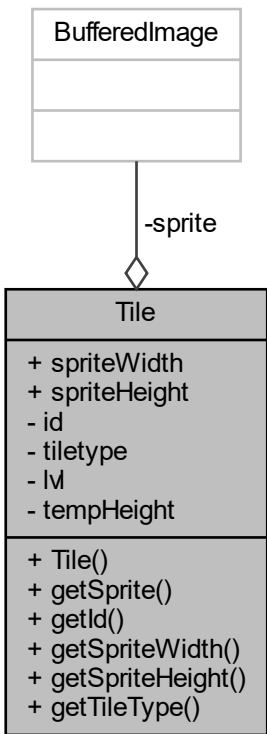 BufferedImage
-sprite
Tile
+ spriteWidth
+ spriteHeight
- id
- tiletype
- lvl
- tempHeight
+ Tile()
+ getSprite()
+ getId()
+ getSpriteWidth()
+ getSpriteHeight()
+ getTileType()